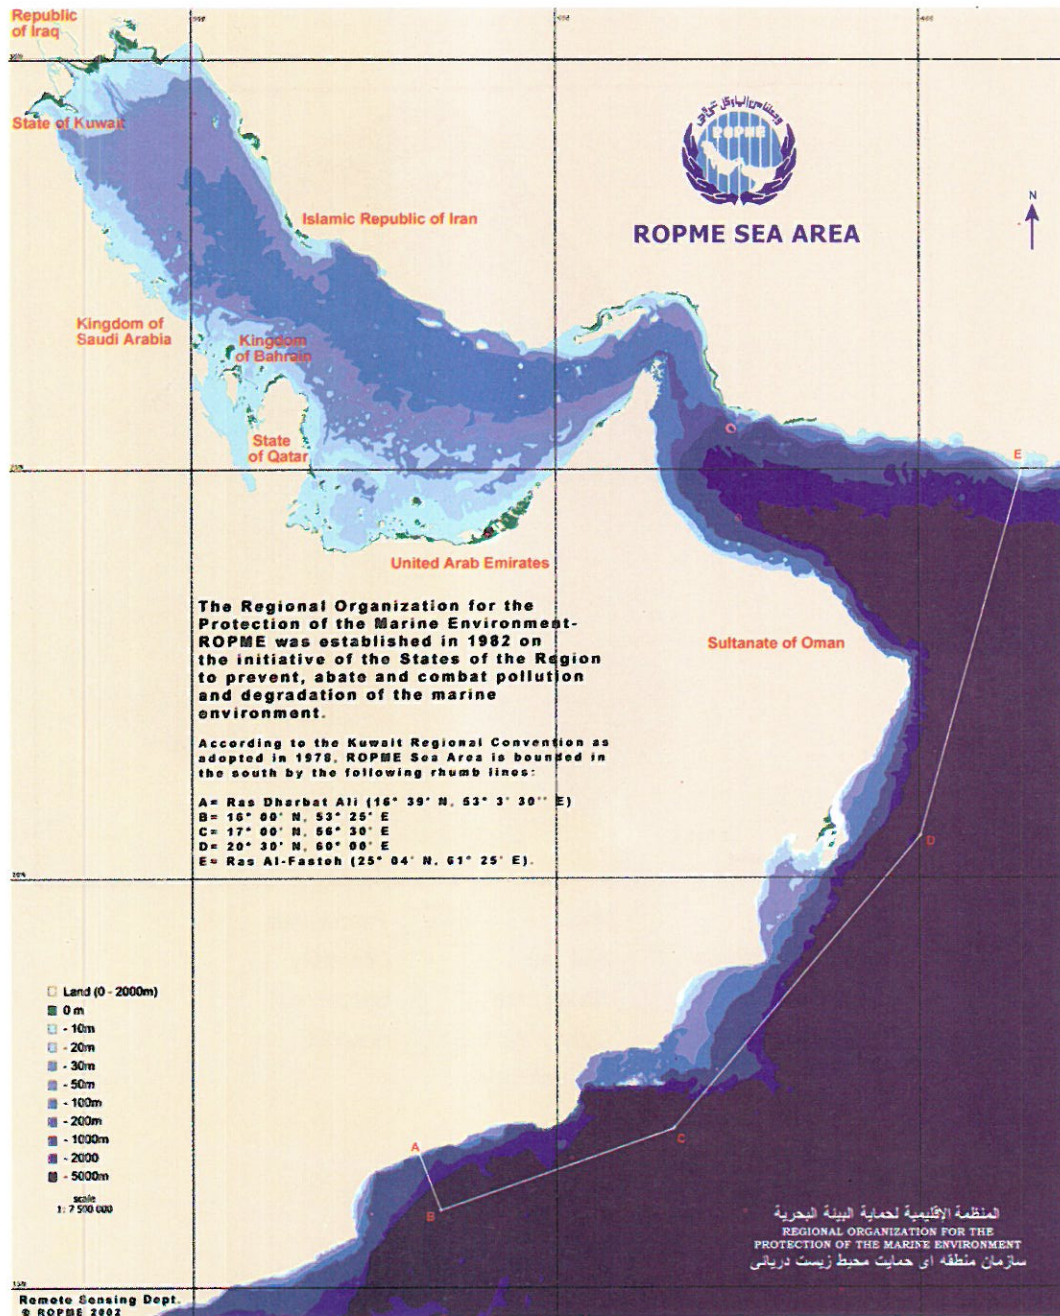 Republic
of Iraq
State of Kuwait
Islamic Republic of Iran
ROPME
ROPME SEA AREA
N
Kingdom of
Saudi Arabia
Kingdom
of Bahrain
State
of Qatar
E
United Arab Emirates
The Regional Organization for the
Protection of the Marine Environment-
ROPME was established in 1982 on
the initiative of the States of the Region
to prevent, abate and combat pollution
and degradation of the marine
environment.
Sultanate of Oman
According to the Kuwait Regional Convention as
adopted in 1978, ROPME Sea Area is bounded in
the south by the following rhumb lines:
A= Ras Dharbat Ali (16° 39' N, 53° 3' 30'' E)
B= 16° 00' N, 53° 25' E
C= 17° 00' N, 56° 30' E
D= 20° 30' N, 60° 00' E
E= Ras Al-Fasteh (25° 04' N, 61° 25' E).
D
Land (0 - 2000m)
0 m
- 10m
- 20m
- 30m
- 50m
- 100m
- 200m
- 1000m
- 2000
- 5000m
scale
1: 7 500 000
A
C
B
المنظمة الاقليمية لحماية البيئة البحرية
REGIONAL ORGANIZATION FOR THE
PROTECTION OF THE MARINE ENVIRONMENT
سازمان منطقه ای حمایت محیط زیست دریائی
Remote Sensing Dept.
© ROPME 2002